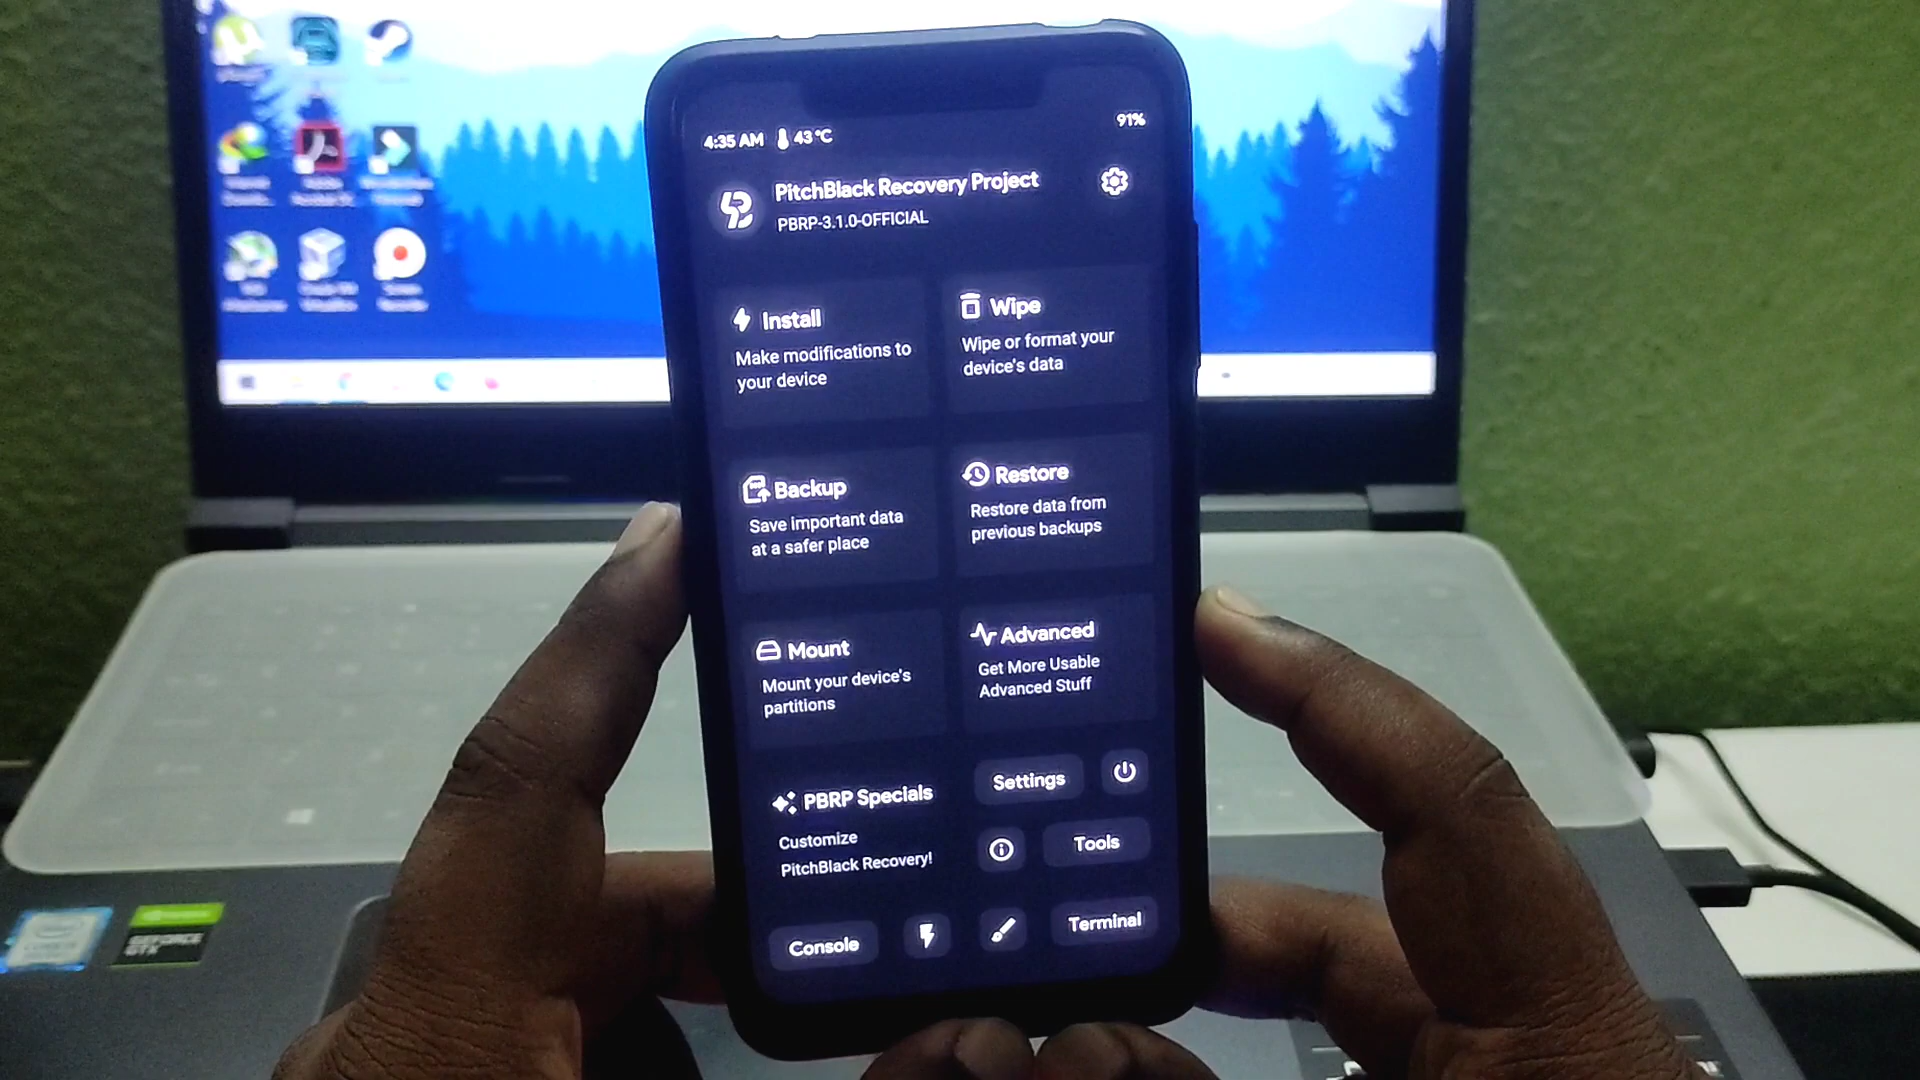 4:35 AM 43°C
91%
PitchBlack Recovery Project
PBRP-3.1.0-OFFICIAL
Install
Make modifications to
your device
Wipe
Wipe or format your
device's data
Backup
Save important data
at a safer place
Restore
Restore data from
previous backups
Mount
Mount your device's
partitions
Advanced
Get More Usable
Advanced Stuff
PBRP Specials
Customize
PitchBlack Recovery!
Settings
Tools
Console
Terminal
GEFORCE
GTX